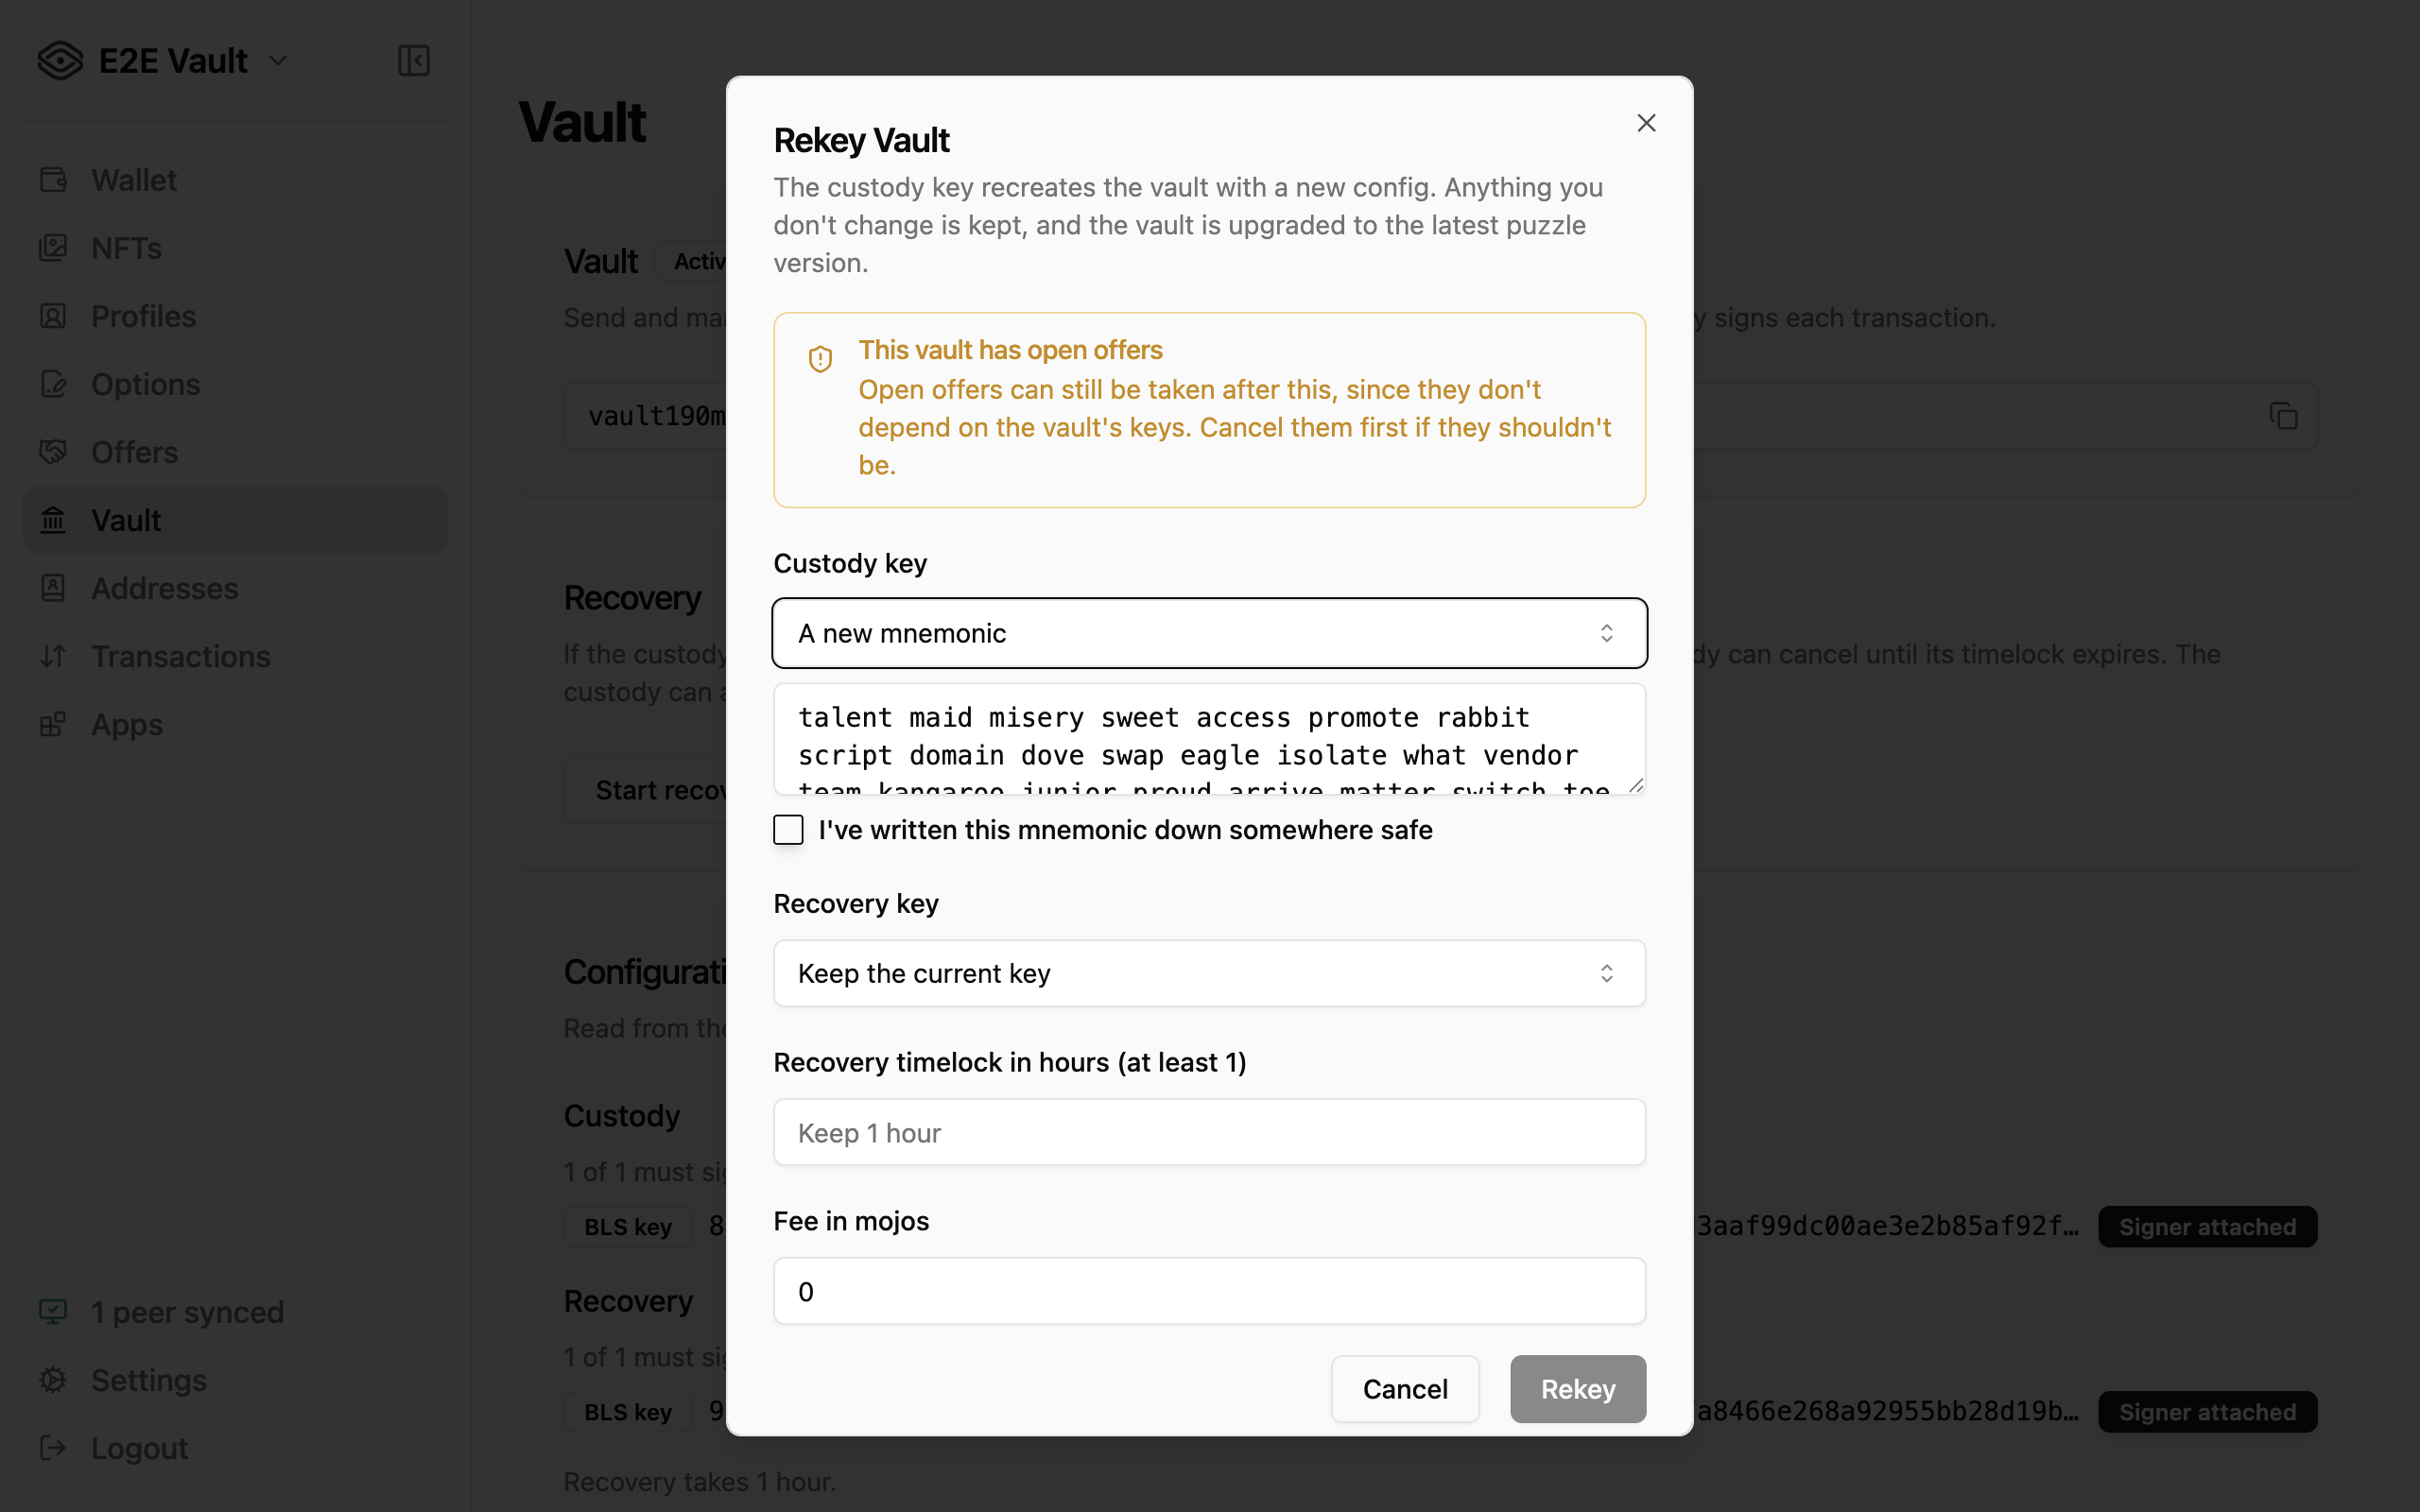 E2E Vault
Wallet
NFTs
Profiles
Options
Offers
Vault
Addresses
Transactions
Apps
1 peer synced
Settings
Logout
Vault
Vault
Send and
y signs each transaction.
vault190m
Recovery
If the custody
dy can cancel until its timelock expires. The
custody can
Start
Read from
Custody
1 of 1 must
BLS key 8
3aaf99dc00ae3e2b85af92f… Signer attached
Recovery
1 of 1 must
BLS key 9
a8466e268a92955bb28d19b… Signer attached
Recovery takes 1 hour.
Rekey Vault
The custody key recreates the vault with a new config. Anything you
don't change is kept, and the vault is upgraded to the latest puzzle
version.
This vault has open offers
Open offers can still be taken after this, since they don't
depend on the vault's keys. Cancel them first if they shouldn't
be.
Custody key
A new mnemonic
talent maid misery sweet access promote rabbit
script domain dove swap eagle isolate what vendor
team kangaroo junior proud arrive matter switch toe
I've written this mnemonic down somewhere safe
Recovery key
Keep the current key
Recovery timelock in hours (at least 1)
Keep 1 hour
Fee in mojos
0
Cancel
Rekey